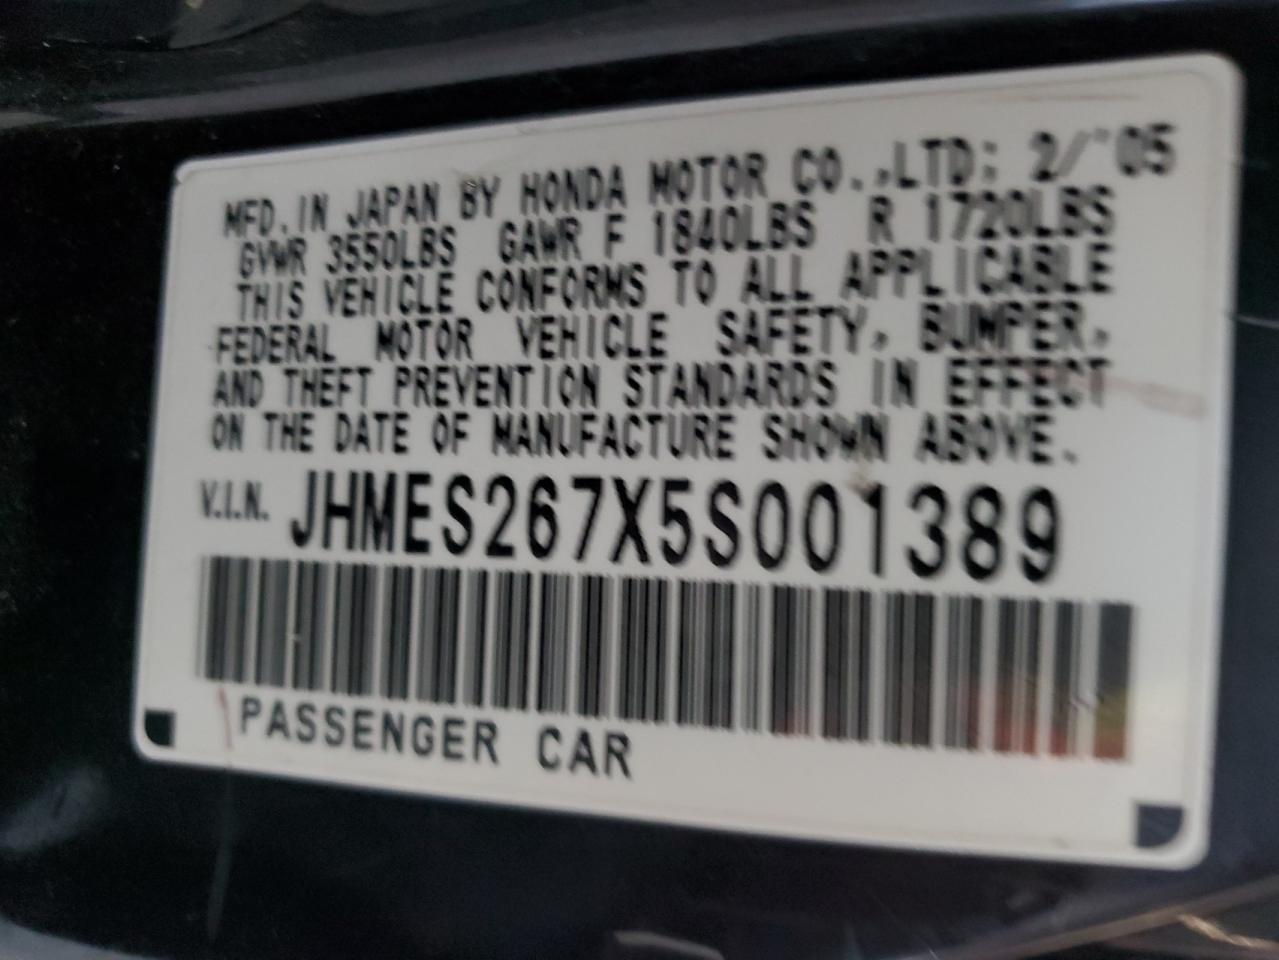 MFD. IN JAPAN BY HONDA MOTOR CO.,LTD: 2/'05
GVWR 3550LBS GAWR F 1840LBS R 1720LBS
THIS VEHICLE CONFORMS TO ALL APPLICABLE
FEDERAL MOTOR VEHICLE SAFETY, BUMPER,
AND THEFT PREVENTION STANDARDS IN EFFECT
ON THE DATE OF MANUFACTURE SHOWN ABOVE.
V.I.N. JHMES267X5S001389
PASSENGER CAR